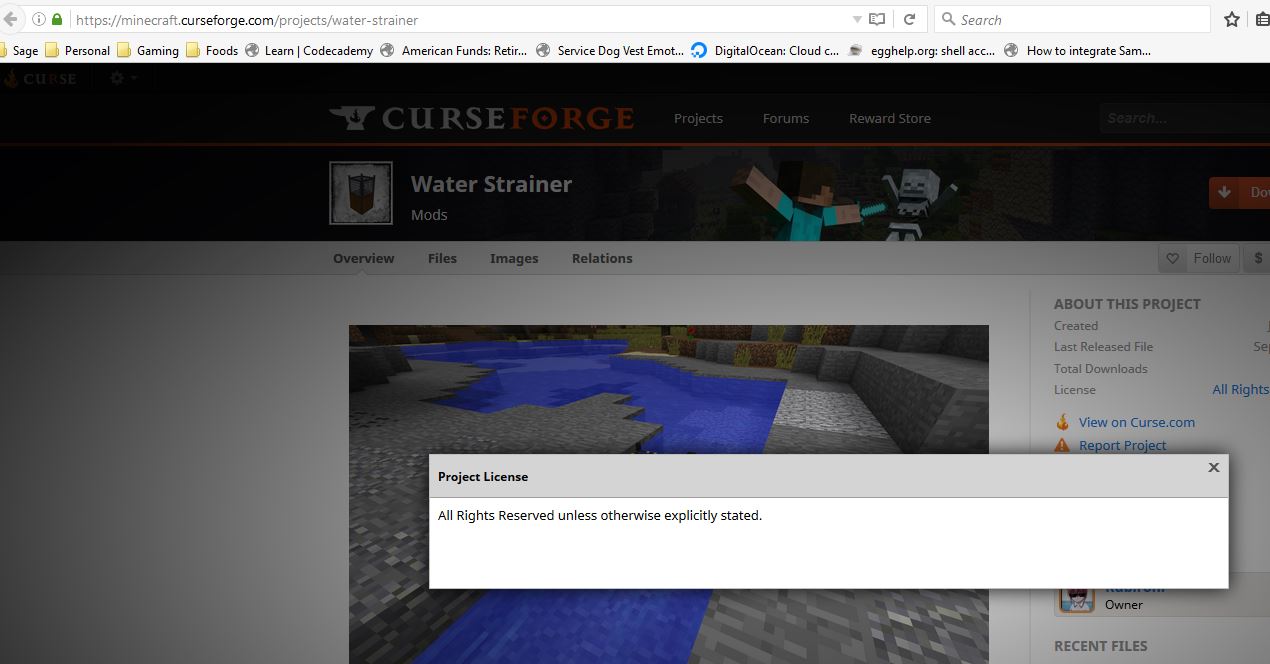 https://minecraft.curseforge.com/projects/water-strainer
Search
Sage Personal Gaming Foods Learn | Codecademy American Funds: Retir... Service Dog Vest Emot... DigitalOcean: Cloud c... egghelp.org: shell acc... How to integrate Sam...
CURSE
CURSEFORGE Projects Forums Reward Store Search...
Water Strainer
Mods
Overview Files Images Relations Follow $
ABOUT THIS PROJECT
Created
Last Released File
Total Downloads
License All Rights
View on Curse.com
Report Project
Project License
All Rights Reserved unless otherwise explicitly stated.
Owner
RECENT FILES